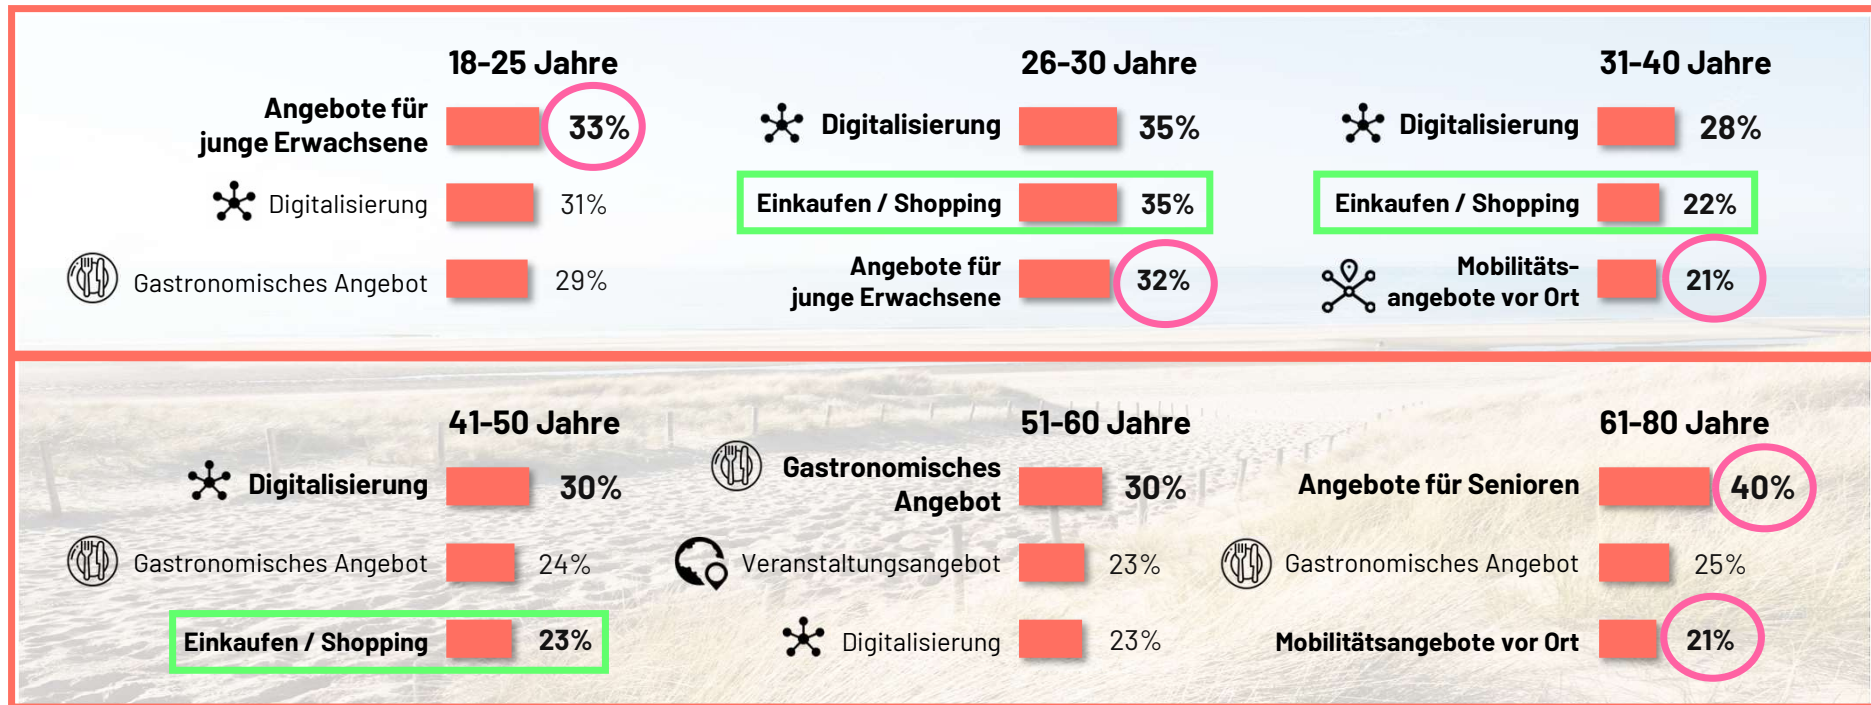 18-25 Jahre
Angebote für
junge Erwachsene
33%
Digitalisierung
31%
Gastronomisches Angebot
29%
26-30 Jahre
Digitalisierung
35%
Einkaufen / Shopping
35%
Angebote für
junge Erwachsene
32%
31-40 Jahre
Digitalisierung
28%
Einkaufen / Shopping
22%
Mobilitäts-
angebote vor Ort
21%
41-50 Jahre
Digitalisierung
30%
Gastronomisches Angebot
24%
Einkaufen / Shopping
23%
51-60 Jahre
Gastronomisches
Angebot
30%
Veranstaltungsangebot
23%
Digitalisierung
23%
61-80 Jahre
Angebote für Senioren
40%
Gastronomisches Angebot
25%
Mobilitätsangebote vor Ort
21%